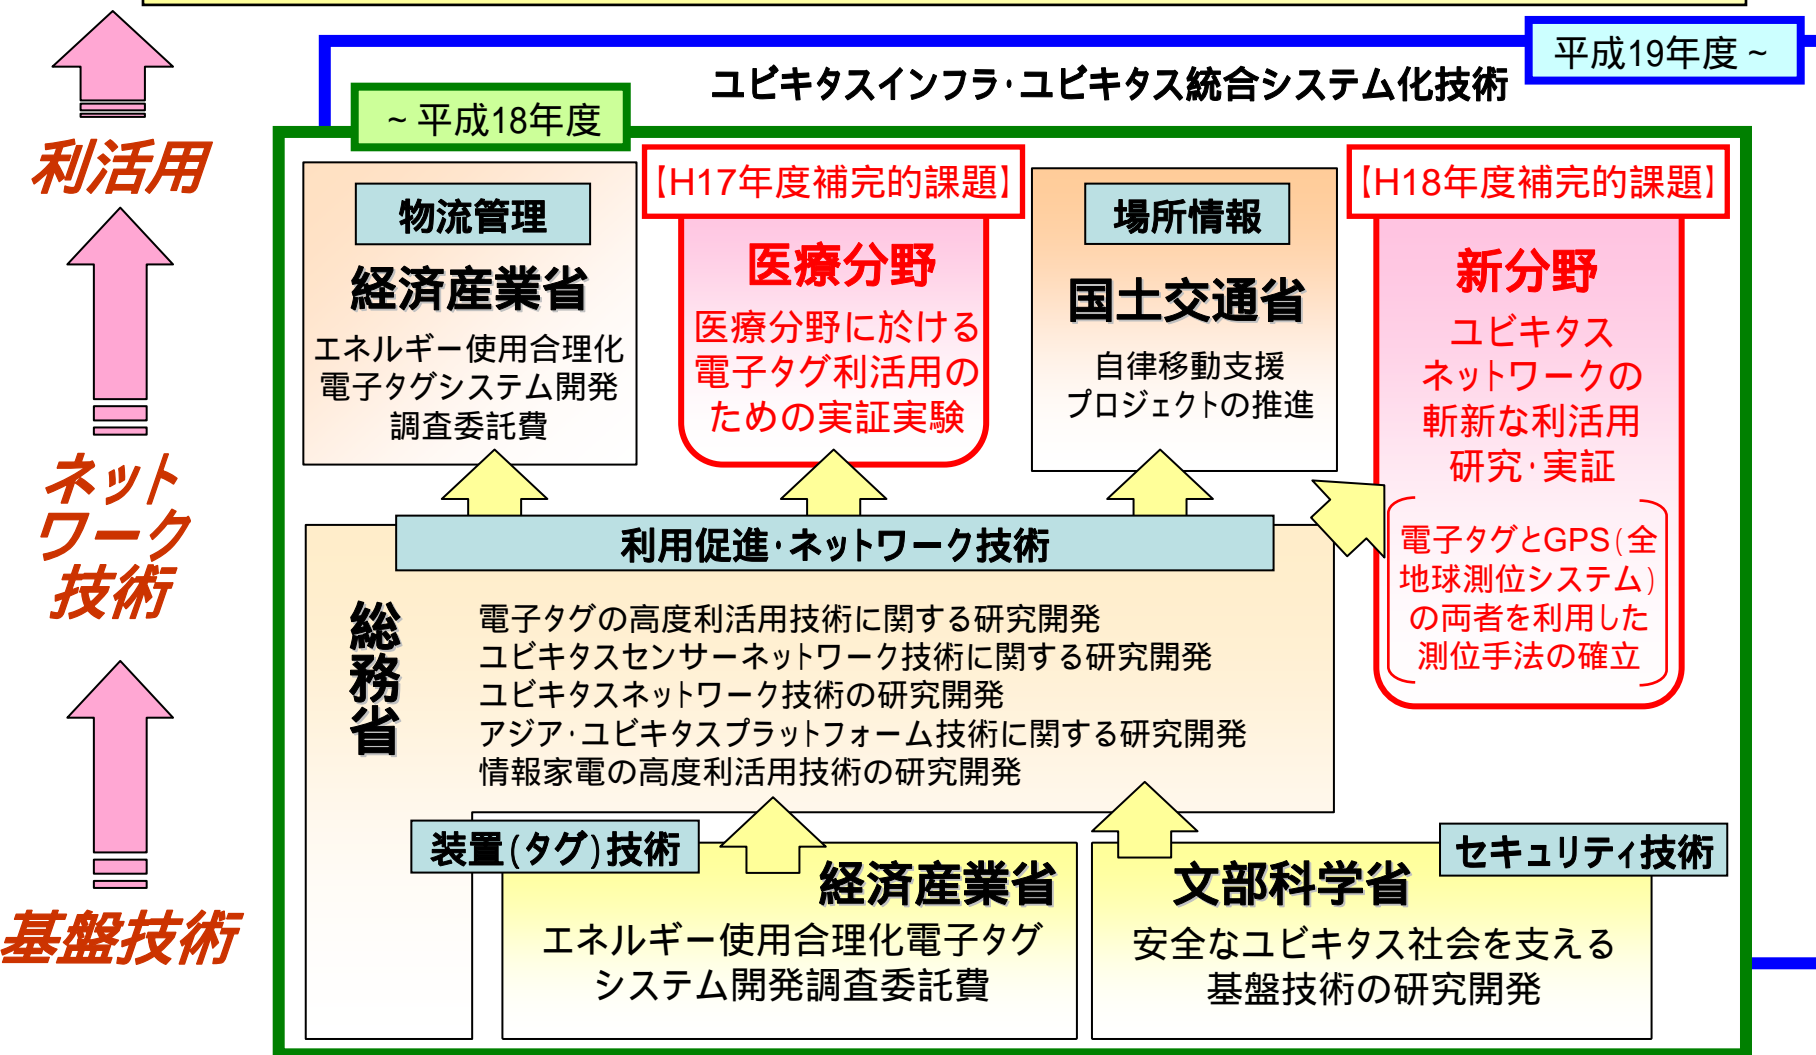 平成19年度～
ユビキタスインフラ・ユビキタス統合システム化技術
～平成18年度
利活用
ネット
ワーク
技術
基盤技術
物流管理
経済産業省
エネルギー使用合理化
電子タグシステム開発
調査委託費
【H17年度補完的課題】
医療分野
医療分野に於ける
電子タグ利活用の
ための実証実験
場所情報
国土交通省
自律移動支援
プロジェクトの推進
【H18年度補完的課題】
新分野
ユビキタス
ネットワークの
斬新な利活用
研究・実証
電子タグとGPS(全
地球測位システム)
の両者を利用した
測位手法の確立
利用促進・ネットワーク技術
総務省
電子タグの高度利活用技術に関する研究開発
ユビキタスセンサーネットワーク技術に関する研究開発
ユビキタスネットワーク技術の研究開発
アジア・ユビキタスプラットフォーム技術に関する研究開発
情報家電の高度利活用技術の研究開発
装置(タグ)技術
経済産業省
エネルギー使用合理化電子タグ
システム開発調査委託費
セキュリティ技術
文部科学省
安全なユビキタス社会を支える
基盤技術の研究開発